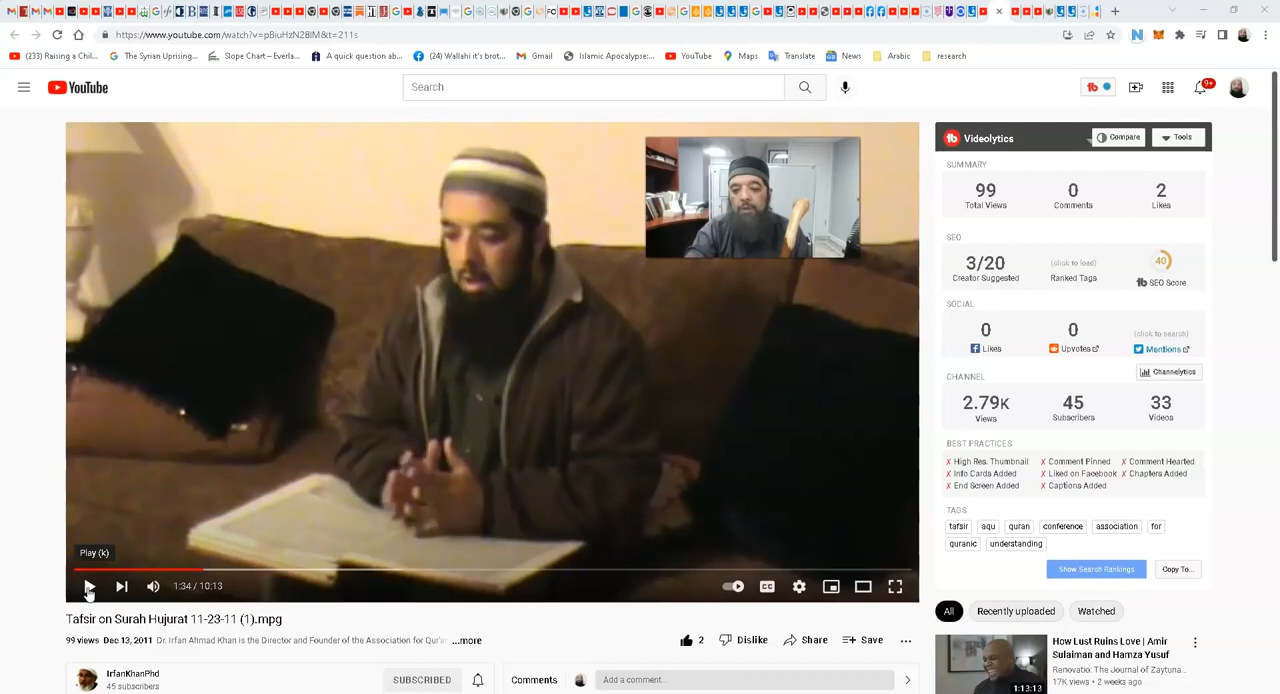 (233) Raising a Chil...
The Syrian Uprising...
Slope Chart – Everla...
A quick question ab...
(24) Wallahi it's brot...
Gmail
Islamic Apocalypse:...
YouTube
Maps
Translate
News
Arabic
research
https://www.youtube.com/watch?v=pBiuHzN28IM&t=211s
YouTube
Search
9+
Videolytics
Compare
Tools
SUMMARY
99
0
2
Total Views
Comments
Likes
SEO
3/20
(click to load)
40
Creator Suggested
Ranked Tags
SEO Score
SOCIAL
0
0
(click to search)
Likes
Upvotes
Mentions
CHANNEL
Channelytics
2.79K
45
33
Views
Subscribers
Videos
BEST PRACTICES
X High Res. Thumbnail
X Comment Pinned
X Comment Hearted
X Info Cards Added
X Liked on Facebook
X Chapters Added
X End Screen Added
X Captions Added
TAGS
tafsir
aqu
quran
conference
association
for
quranic
understanding
Show Search Rankings
Copy To...
Play (k)
1:34 / 10:13
CC
Tafsir on Surah Hujurat 11-23-11 (1).mpg
99 views Dec 13, 2011 Dr. Irfan Ahmad Khan is the Director and Founder of the Association for Qur'an ...more
2
Dislike
Share
Save
IrfanKhanPhd
45 subscribers
SUBSCRIBED
Comments
Add a comment...
All
Recently uploaded
Watched
How Lust Ruins Love | Amir
Sulaiman and Hamza Yusuf
Renovatio: The Journal of Zaytuna...
17K views • 2 weeks ago
1:13:13